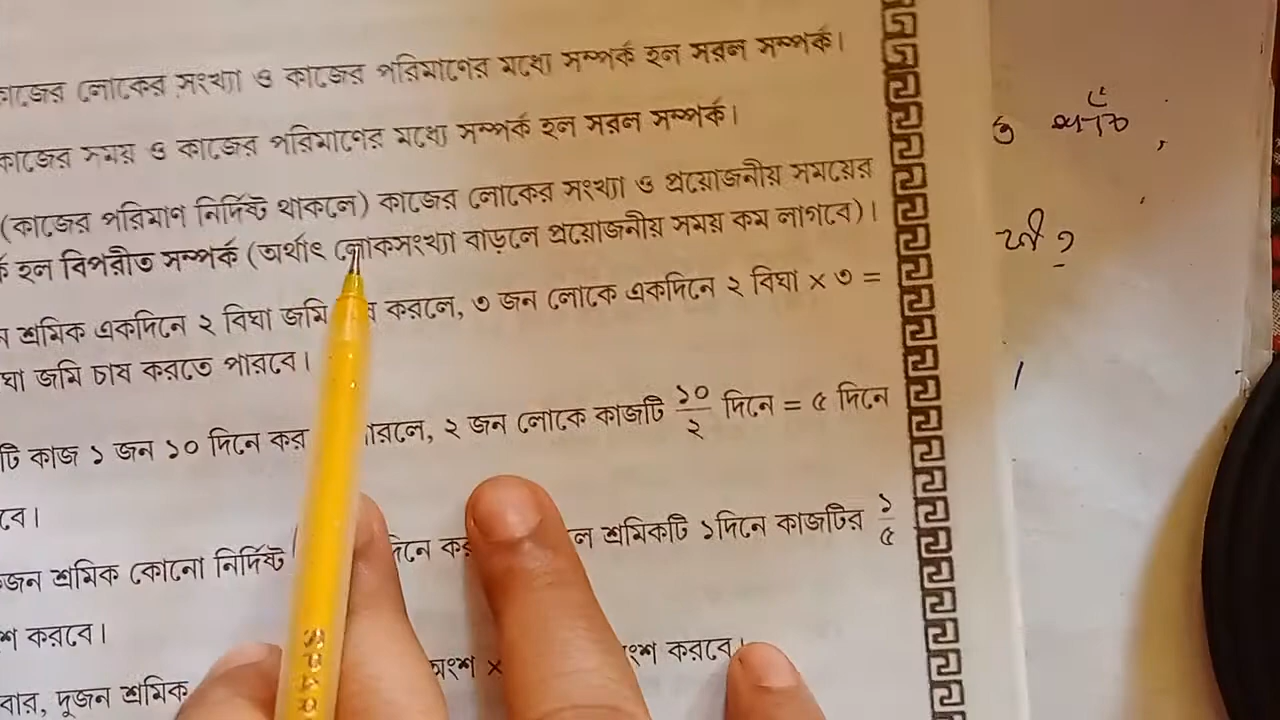 কাজের লোকের সংখ্যা ও কাজের পরিমাণের মধ্যে সম্পর্ক হল সরল সম্পর্ক।
কাজের সময় ও কাজের পরিমাণের মধ্যে সম্পর্ক হল সরল সম্পর্ক।
(কাজের পরিমাণ নির্দিষ্ট থাকলে) কাজের লোকের সংখ্যা ও প্রয়োজনীয় সময়ের
হল বিপরীত সম্পর্ক (অর্থাৎ লোকসংখ্যা বাড়লে প্রয়োজনীয় সময় কম লাগবে)।
শ্রমিক একদিনে ২ বিঘা জমি করলে, ৩ জন লোকে একদিনে ২ বিঘা × ৩ =
জমি চাষ করতে পারবে।
কাজ ১ জন ১০ দিনে ২ জন লোকে কাজটি ১০/২ দিনে = ৫ দিনে
জন শ্রমিক কোনো নির্দিষ্ট শ্রমিকটি ১দিনে কাজটির ১/৫
করবে।
দুজন শ্রমিক অংশ × করবে।